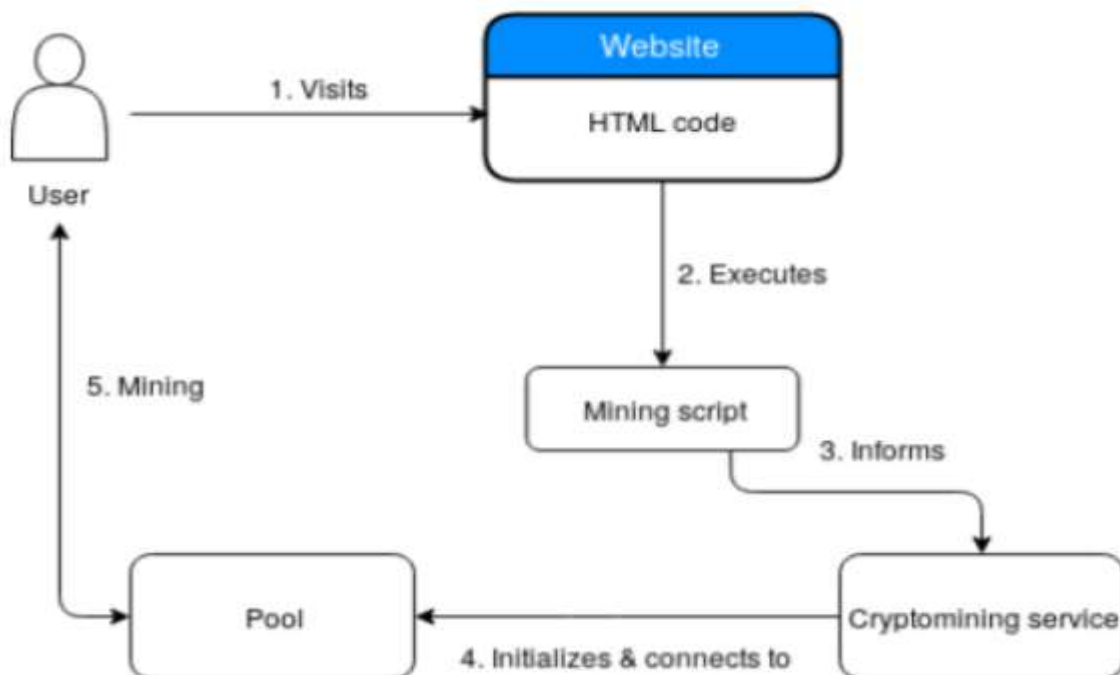 Website
1. Visits
HTML code
User
2. Executes
5. Mining
Mining script
3. Informs
Pool
Cryptomining service
4. Initializes & connects to